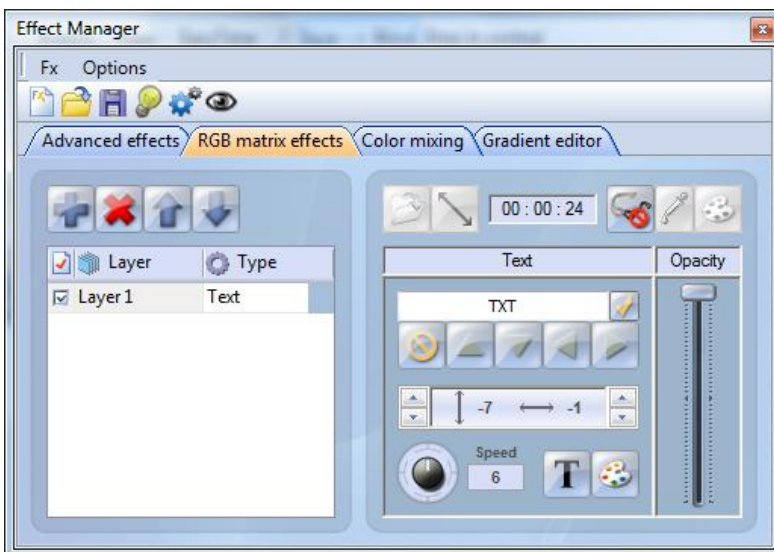 Effect Manager
Fx Options
Advanced effects RGB matrix effects Color mixing Gradient editor
00 : 00 : 24
Layer Type
Layer 1 Text
Text Opacity
TXT
-7 -1
Speed
6
T